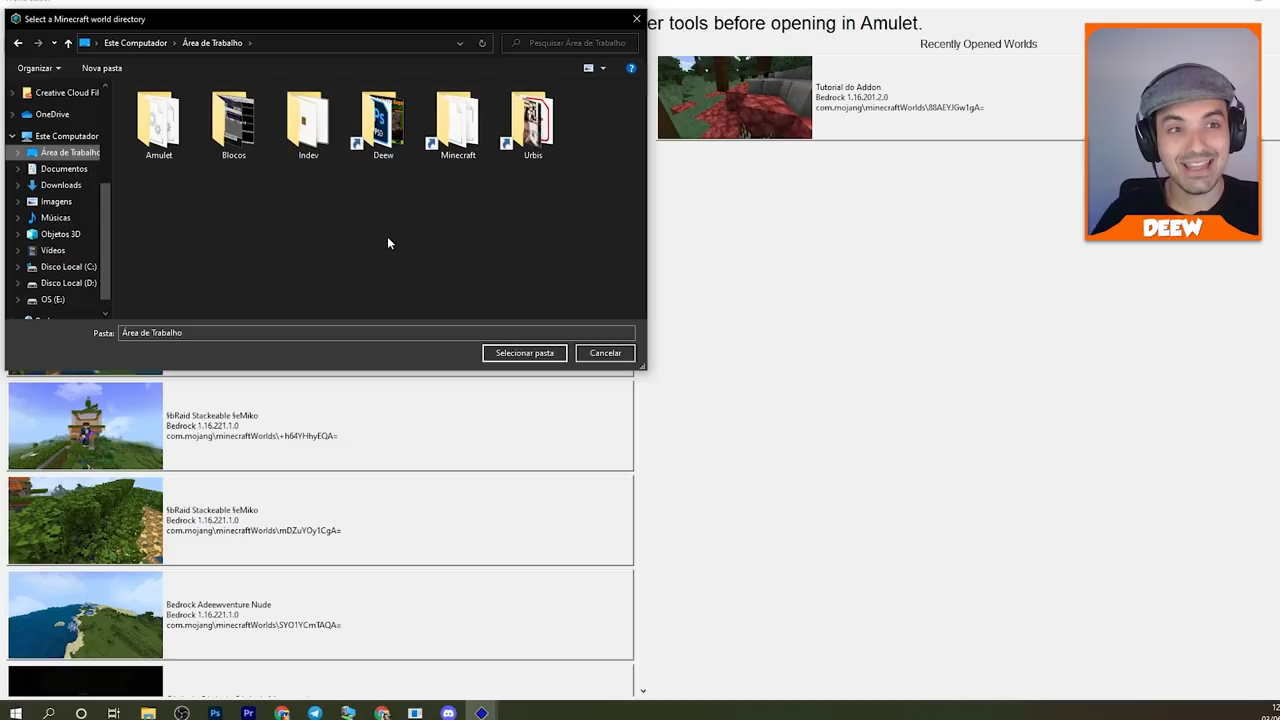 Select a Minecraft world directory
er tools before opening in Amulet.
Este Computador
Área de Trabalho
Pesquisar Área de Trabalho
Recently Opened Worlds
Organizar
Nova pasta
Creative Cloud Fil
OneDrive
Este Computador
Área de Trabalho
Documentos
Downloads
Imagens
Músicas
Objetos 3D
Vídeos
Disco Local (C:)
Disco Local (D:)
OS (E:)
Amulet
Blocos
Indev
Deew
Minecraft
Urbis
Tutorial do Addon
Bedrock 1.16.201.2.0
com.mojang\minecraftWorlds\88AEYJGw1gA=
DEEW
Pasta:
Área de Trabalho
Selecionar pasta
Cancelar
§bRaid Stackeable §eMiko
Bedrock 1.16.221.1.0
com.mojang\minecraftWorlds\+h64YHhyEQA=
§bRaid Stackeable §eMiko
Bedrock 1.16.221.1.0
com.mojang\minecraftWorlds\mDZuYOy1CgA=
Bedrock Adeewventure Nude
Bedrock 1.16.221.1.0
com.mojang\minecraftWorlds\SYO1YCmTAQA=